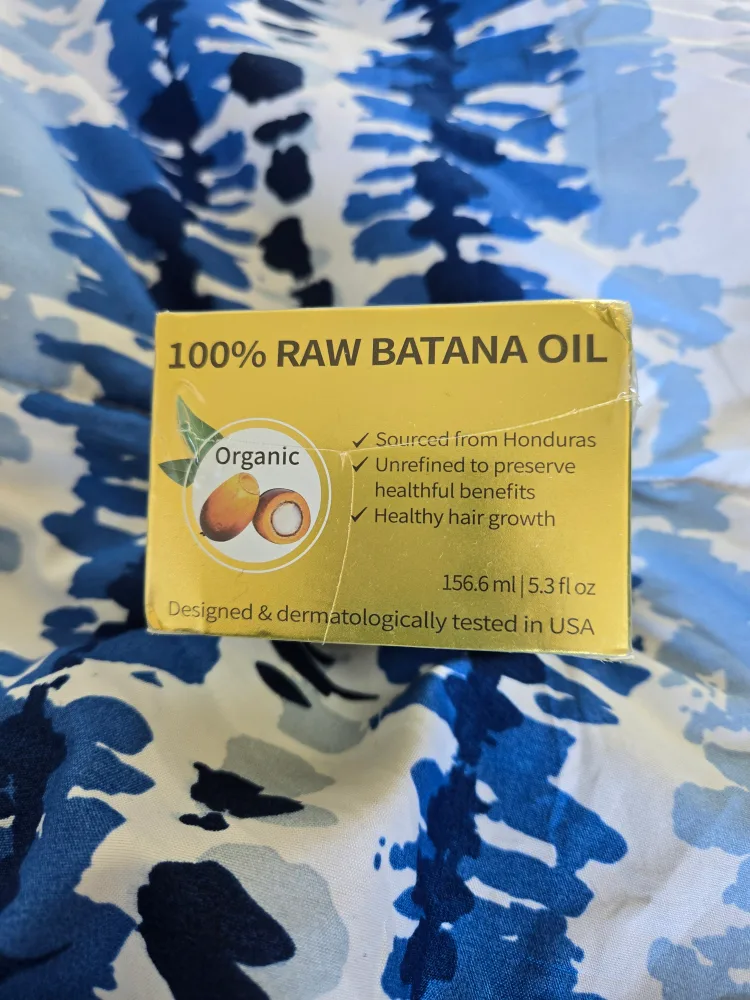 100% RAW BATANA OIL
Organic
✓ Sourced from Honduras
✓ Unrefined to preserve
healthful benefits
✓ Healthy hair growth
156.6 ml | 5.3 fl oz
Designed & dermatologically tested in USA